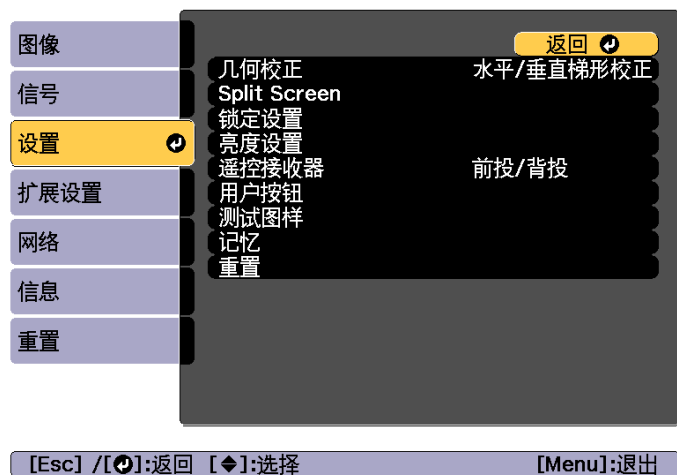 图像
信号
设置
扩展设置
网络
信息
重置
返回
几何校正 水平/垂直梯形校正
Split Screen
锁定设置
亮度设置
遥控接收器 前投/背投
用户按钮
测试图样
记忆
重置
[Esc] /[⏎]:返回 [◆]:选择 [Menu]:退出